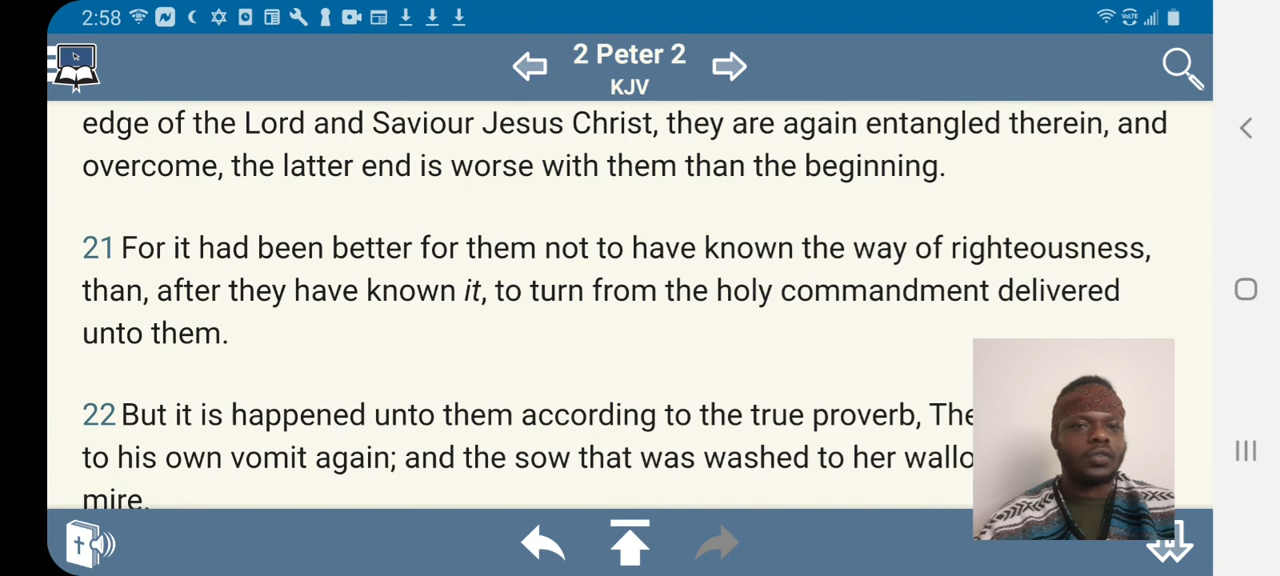 2:58
2 Peter 2
KJV
edge of the Lord and Saviour Jesus Christ, they are again entangled therein, and
overcome, the latter end is worse with them than the beginning.
21 For it had been better for them not to have known the way of righteousness,
than, after they have known it, to turn from the holy commandment delivered
unto them.
22 But it is happened unto them according to the true proverb, The
to his own vomit again; and the sow that was washed to her wallo
mire.